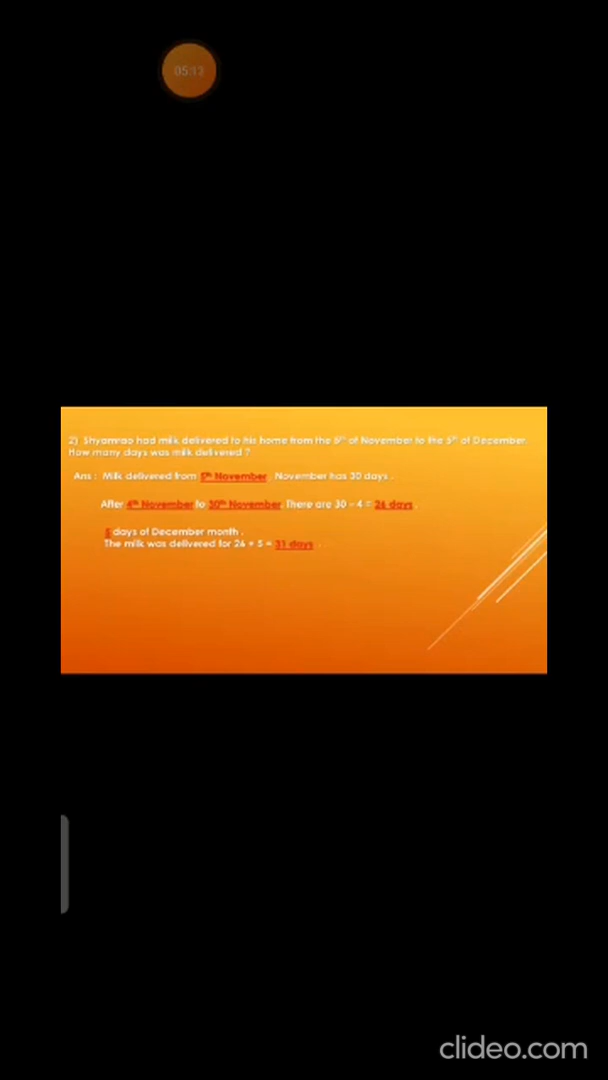 05:13
2) Shyamrao had milk delivered to his home from the 5th of November to the 5th of December.
How many days was milk delivered ?
Ans : Milk delivered from 5th November November has 30 days .
After 4th November to 30th November There are 30 - 4 = 26 days .
5 days of December month .
The milk was delivered for 26 + 5 = 31 days .
clideo.com